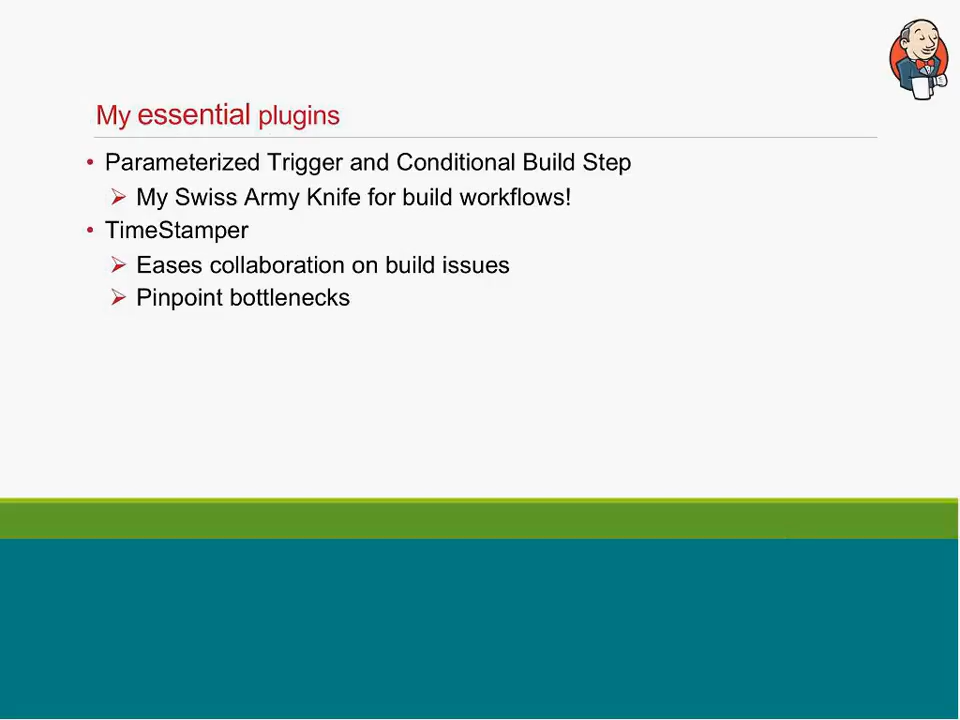 My essential plugins
• Parameterized Trigger and Conditional Build Step
➢ My Swiss Army Knife for build workflows!
• TimeStamper
➢ Eases collaboration on build issues
➢ Pinpoint bottlenecks